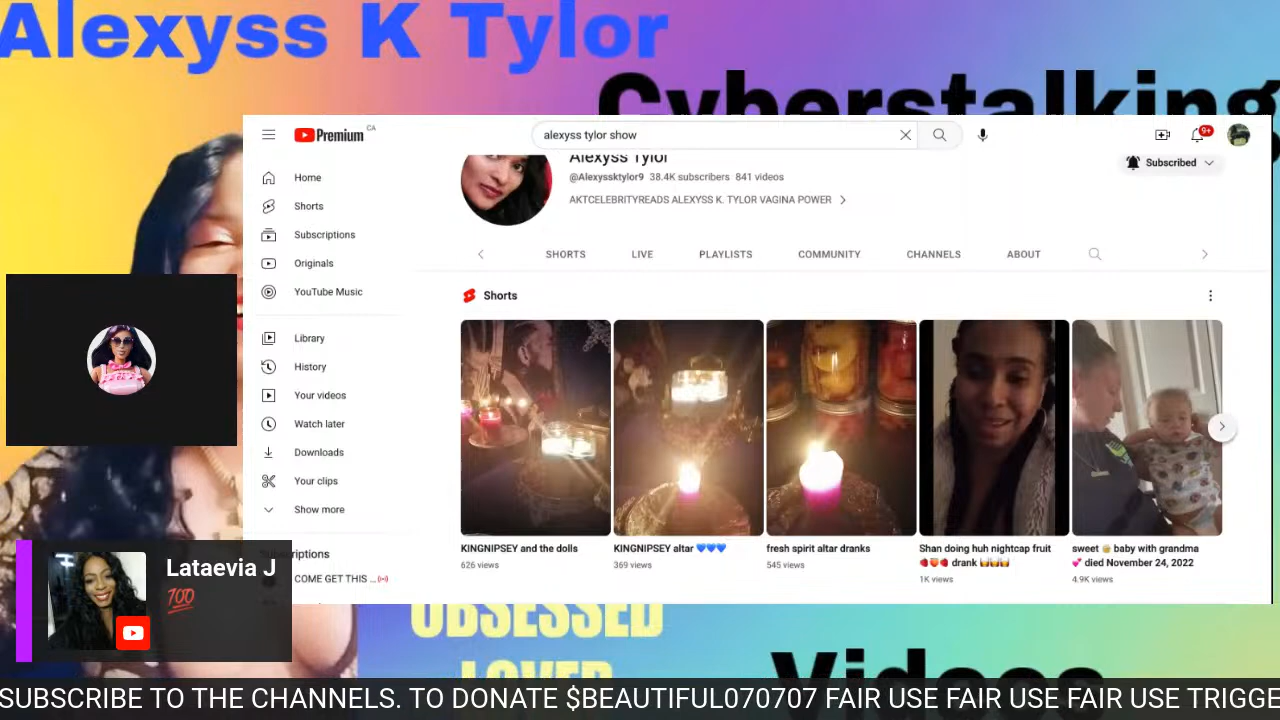 Alexyss K Tylor
Cyberstalking
Premium CA
alexyss tylor show
9+
Alexyss Tylor
Subscribed
@Alexyssktylor9 38.4K subscribers 841 videos
AKTCELEBRITYREADS ALEXYSS K. TYLOR VAGINA POWER
Home
Shorts
Subscriptions
Originals
YouTube Music
Library
History
Your videos
Watch later
Downloads
Your clips
Show more
SHORTS LIVE PLAYLISTS COMMUNITY CHANNELS ABOUT
Shorts
KINGNIPSEY and the dolls
626 views
KINGNIPSEY altar 💙💙💙
369 views
fresh spirit altar dranks
545 views
Shan doing huh nightcap fruit
drank
1K views
sweet baby with grandma
died November 24, 2022
4.9K views
Subscriptions
COME GET THIS ...
Lataevia J
💯
OBSESSED
LOVER
Videos
SUBSCRIBE TO THE CHANNELS. TO DONATE $BEAUTIFUL070707 FAIR USE FAIR USE FAIR USE TRIGGE